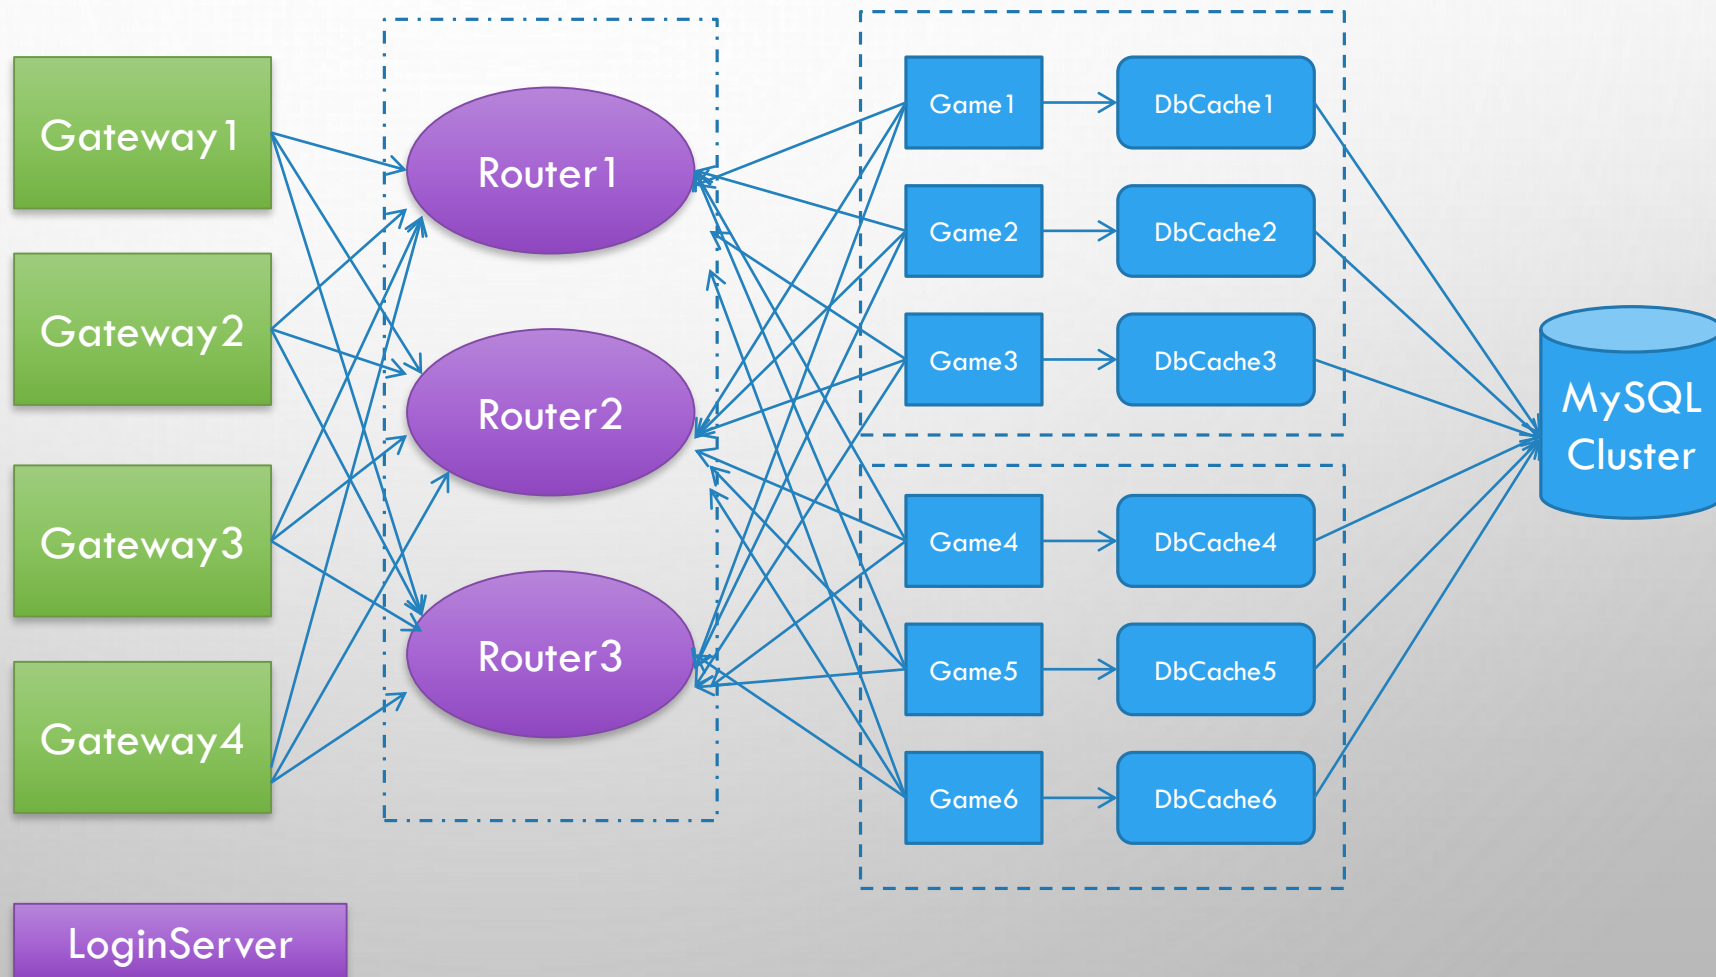 Gateway1
Gateway2
Gateway3
Gateway4
LoginServer
Router1
Router2
Router3
Game1
DbCache1
Game2
DbCache2
Game3
DbCache3
Game4
DbCache4
Game5
DbCache5
Game6
DbCache6
MySQL
Cluster